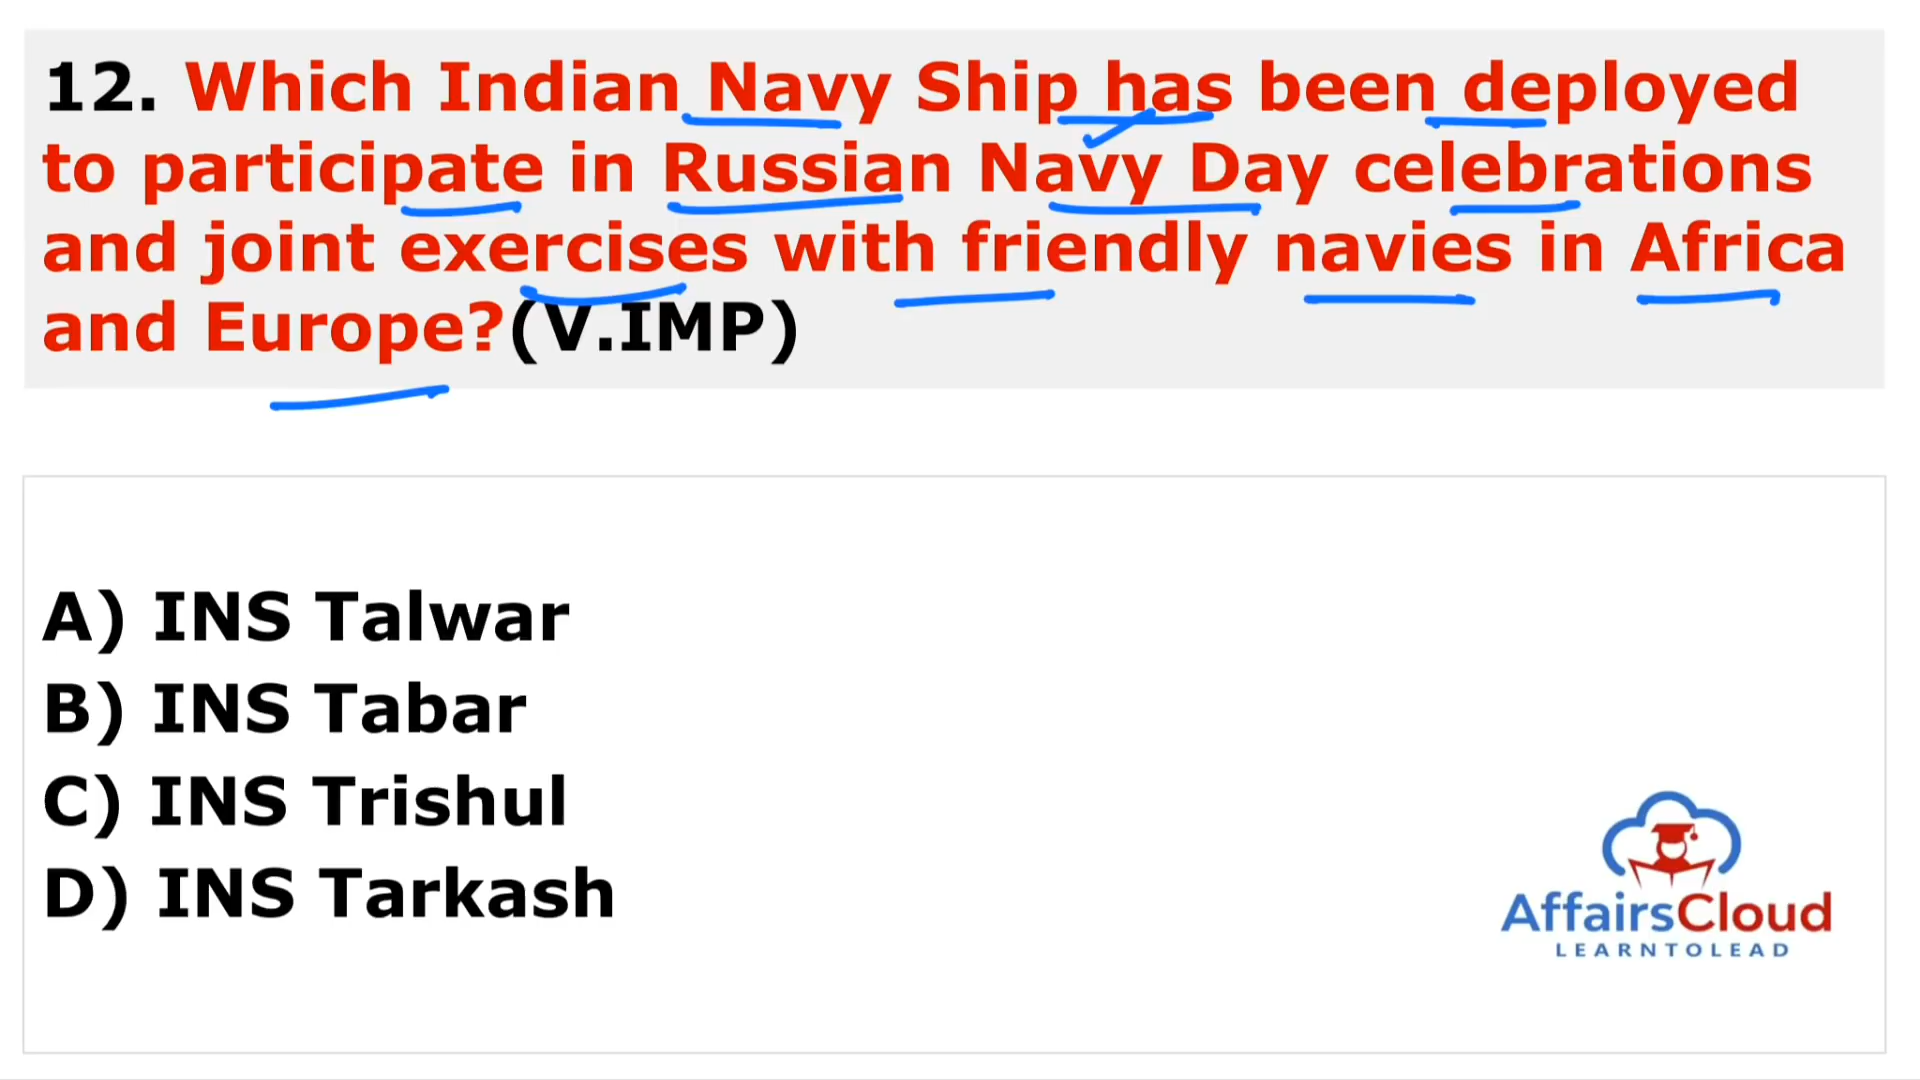 12. Which Indian Navy Ship has been deployed
to participate in Russian Navy Day celebrations
and joint exercises with friendly navies in Africa
and Europe?(V.IMP)
A) INS Talwar
B) INS Tabar
C) INS Trishul
D) INS Tarkash
AffairsCloud
LEARNTOLEAD